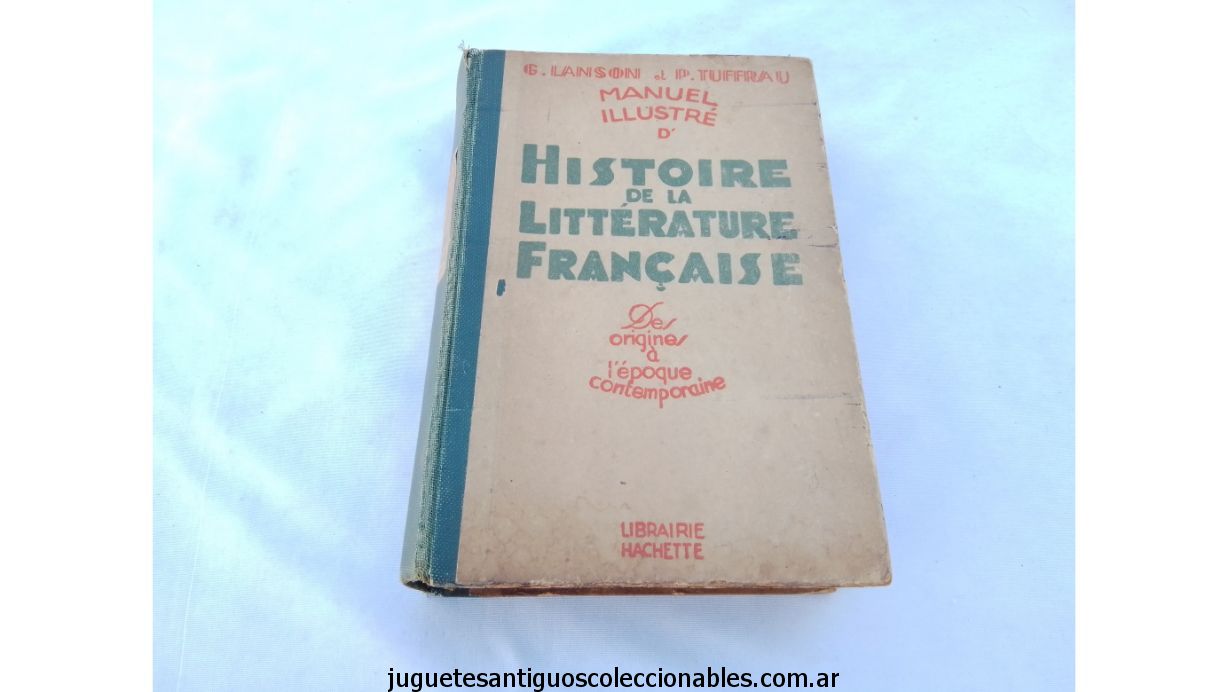 G. LANSON et P. TUFFRAU
MANUEL
ILLUSTRÉ
D'
HISTOIRE
DE LA
LITTÉRATURE
FRANÇAISE
Des
origines
à
l'époque
contemporaine
LIBRAIRIE
HACHETTE
juguetesantiguoscoleccionables.com.ar